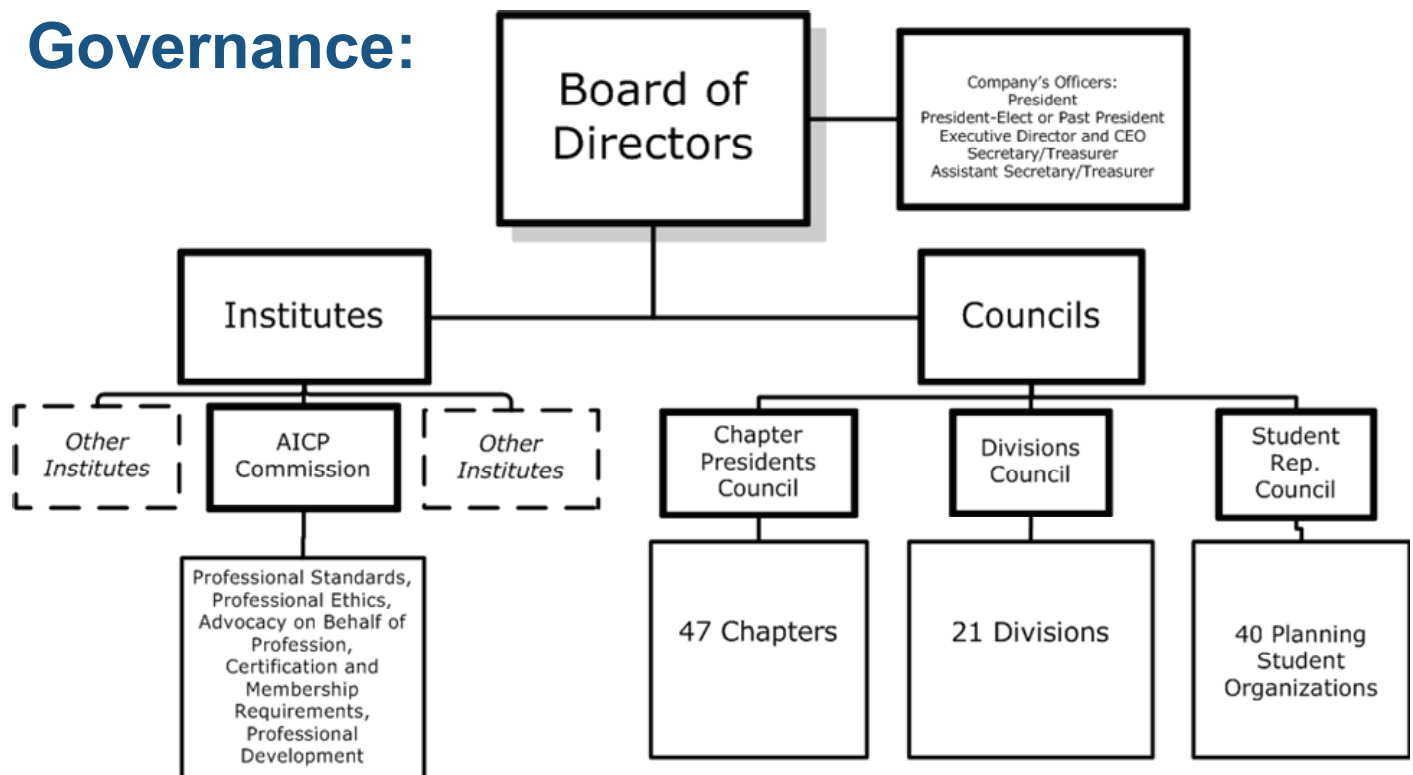 Governance:
Board of
Directors
Company's Officers:
President
President-Elect or Past President
Executive Director and CEO
Secretary/Treasurer
Assistant Secretary/Treasurer
Institutes
Councils
Other
Institutes
AICP
Commission
Other
Institutes
Chapter
Presidents
Council
Divisions
Council
Student
Rep.
Council
Professional Standards,
Professional Ethics,
Advocacy on Behalf of
Profession,
Certification and
Membership
Requirements,
Professional
Development
47 Chapters
21 Divisions
40 Planning
Student
Organizations